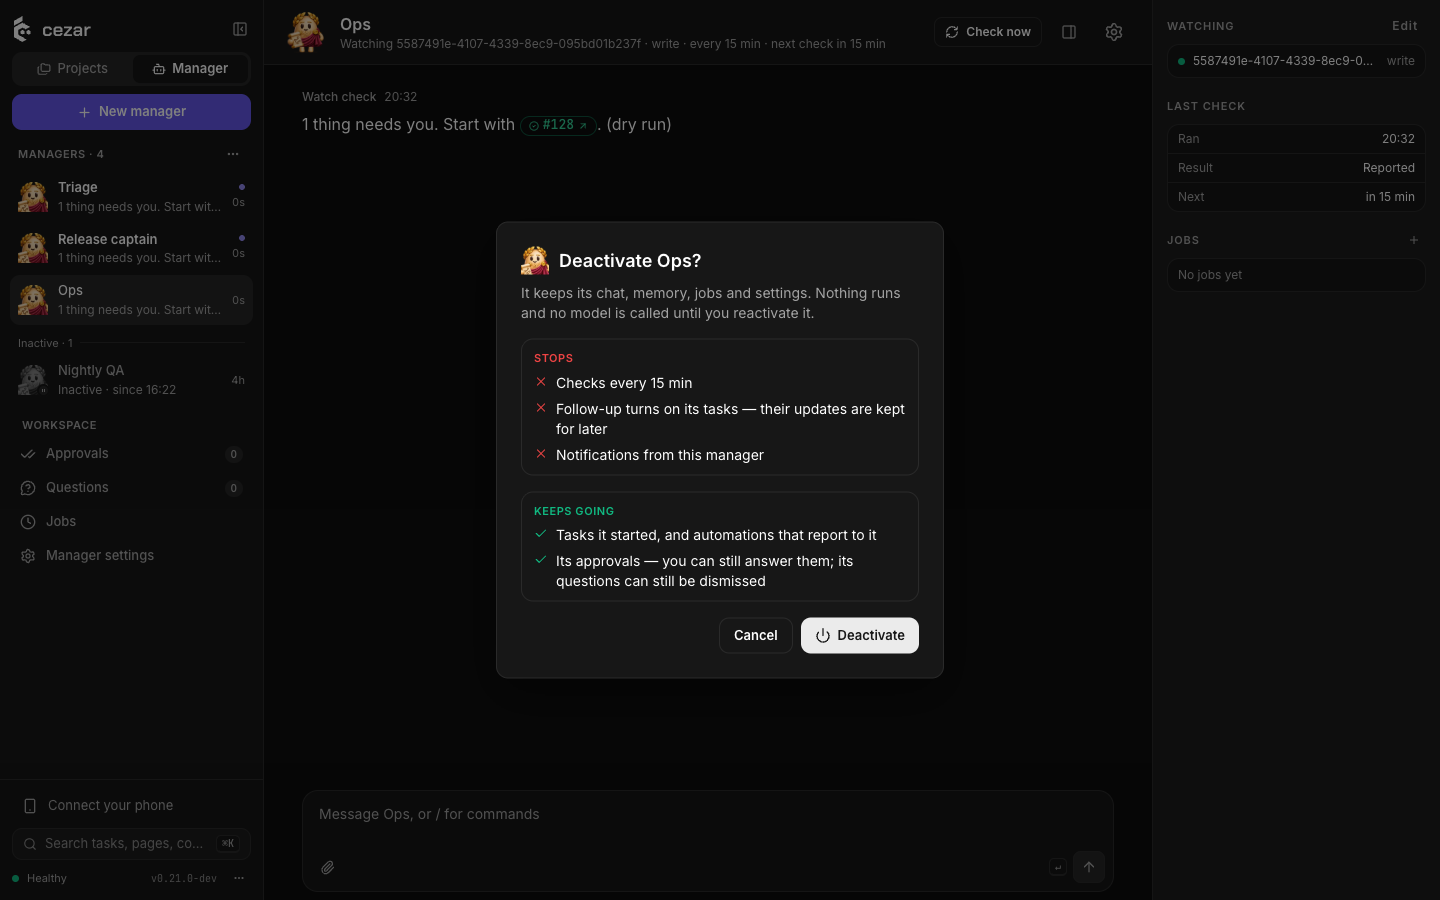 cezar
Projects
Manager
New manager
MANAGERS · 4
Triage
1 thing needs you. Start wit...
0s
Release captain
1 thing needs you. Start wit...
0s
Ops
1 thing needs you. Start wit...
0s
Inactive · 1
Nightly QA
Inactive · since 16:22
4h
WORKSPACE
Approvals
0
Questions
0
Jobs
Manager settings
Connect your phone
Search tasks, pages, co...
⌘K
Healthy
v0.21.0-dev
Ops
Watching 5587491e-4107-4339-8ec9-095bd01b237f · write · every 15 min · next check in 15 min
Check now
Watch check 20:32
1 thing needs you. Start with #128 ↗. (dry run)
Deactivate Ops?
It keeps its chat, memory, jobs and settings. Nothing runs
and no model is called until you reactivate it.
STOPS
Checks every 15 min
Follow-up turns on its tasks — their updates are kept
for later
Notifications from this manager
KEEPS GOING
Tasks it started, and automations that report to it
Its approvals — you can still answer them; its
questions can still be dismissed
Cancel
Deactivate
Message Ops, or / for commands
WATCHING
Edit
5587491e-4107-4339-8ec9-0...
write
LAST CHECK
Ran
20:32
Result
Reported
Next
in 15 min
JOBS
No jobs yet